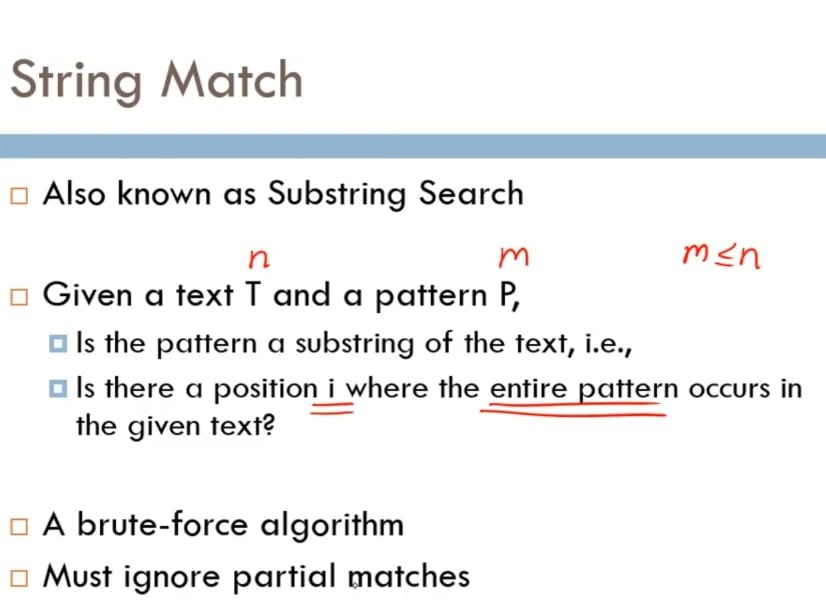 String Match
Also known as Substring Search
n m m≤n
Given a text T and a pattern P,
Is the pattern a substring of the text, i.e.,
Is there a position i where the entire pattern occurs in
the given text?
A brute-force algorithm
Must ignore partial matches